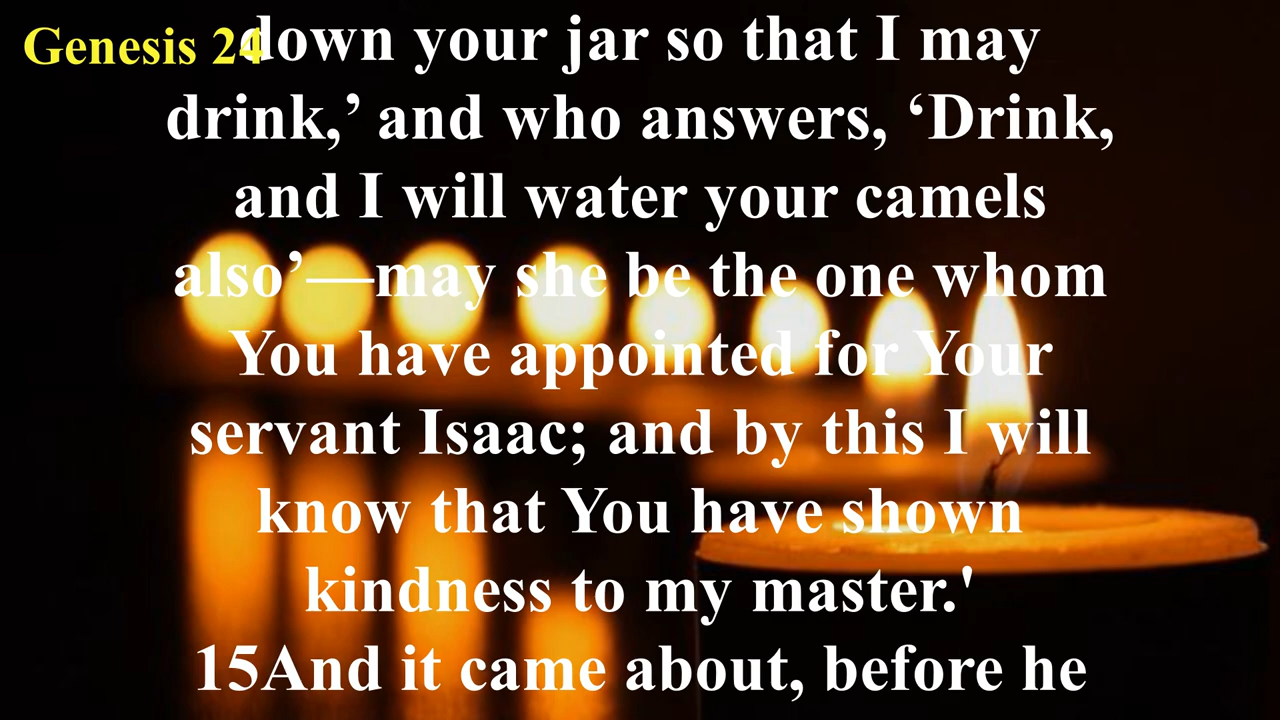 Genesis 24
down your jar so that I may
drink,’ and who answers, ‘Drink,
and I will water your camels
also’—may she be the one whom
You have appointed for Your
servant Isaac; and by this I will
know that You have shown
kindness to my master.'
15And it came about, before he